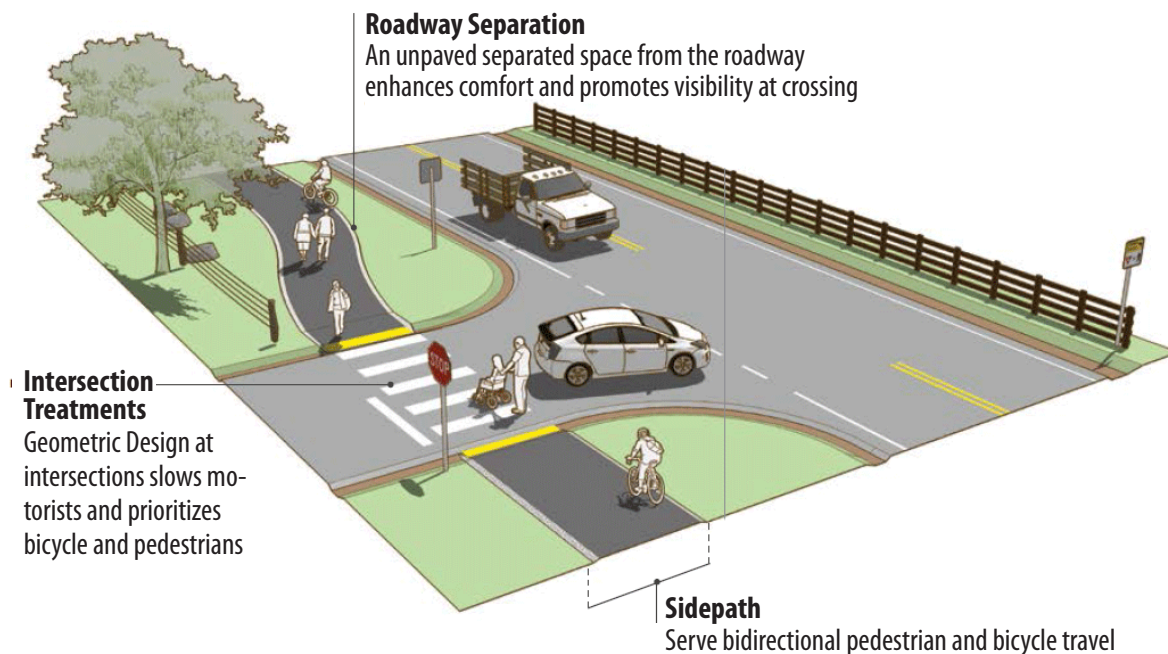 Roadway Separation
An unpaved separated space from the roadway
enhances comfort and promotes visibility at crossing
STOP
Intersection
Treatments
Geometric Design at
intersections slows mo-
torists and prioritizes
bicycle and pedestrians
Sidepath
Serve bidirectional pedestrian and bicycle travel